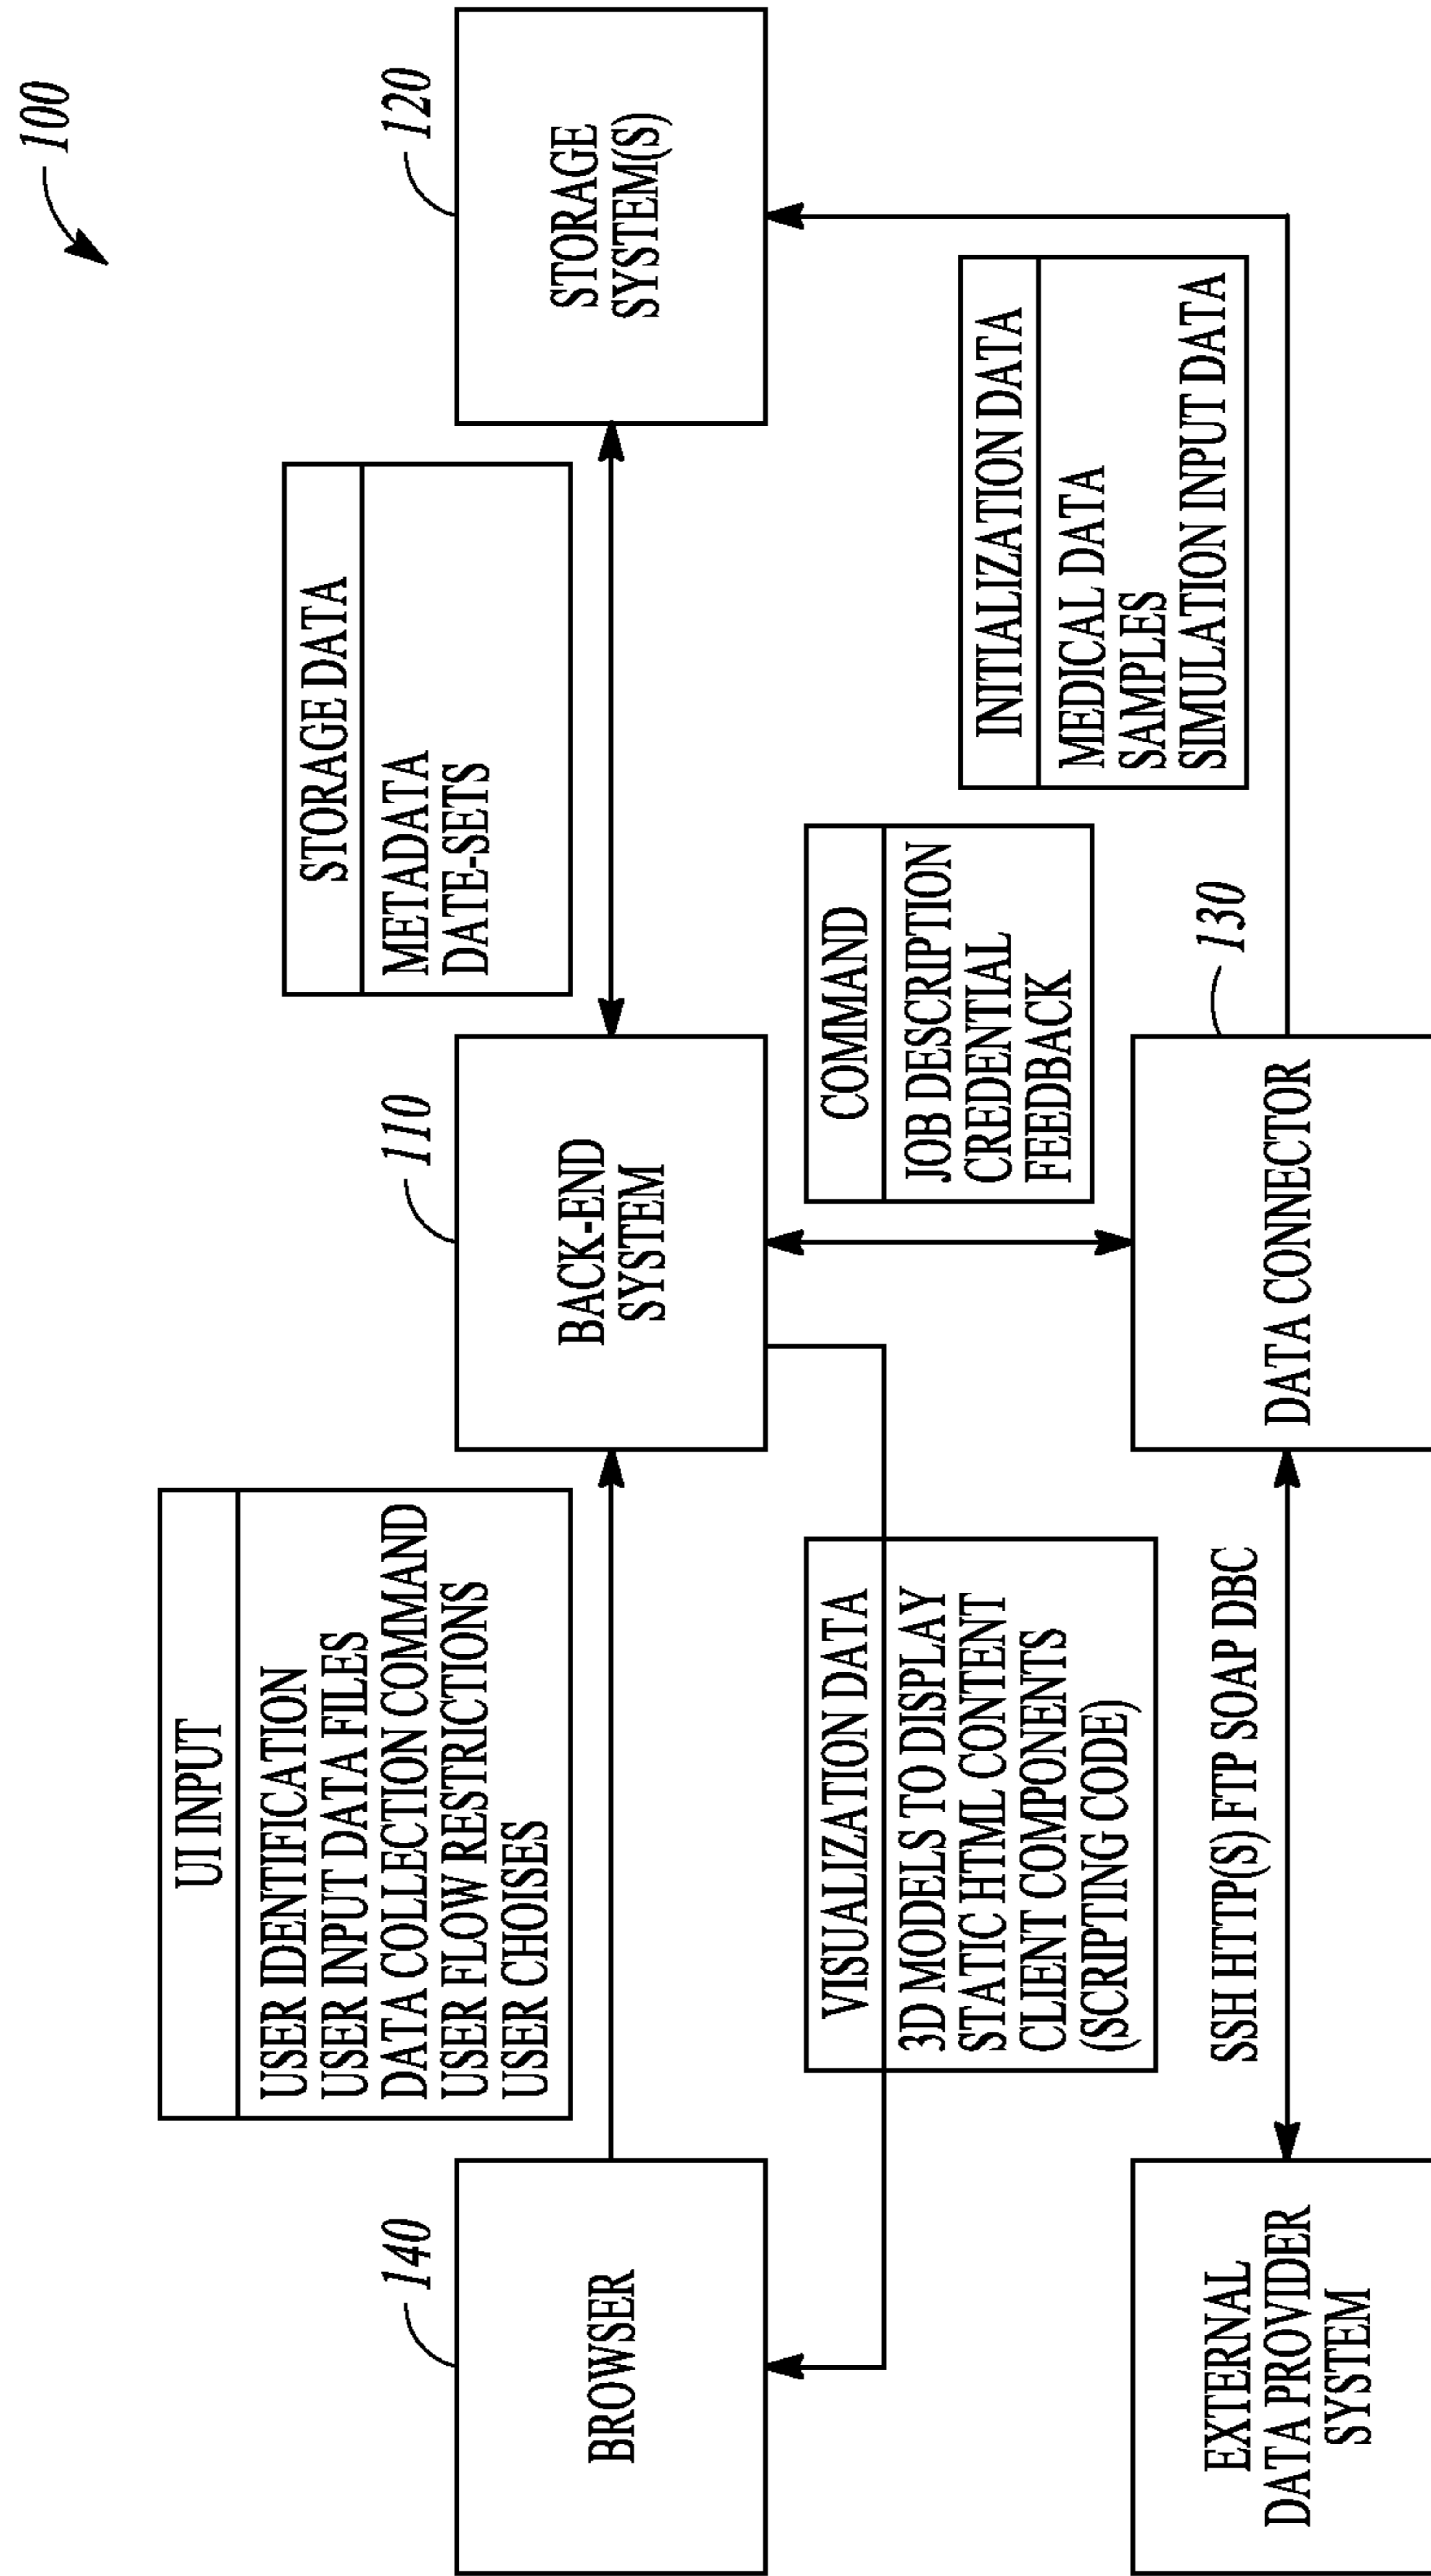 100
140
BROWSER
UI INPUT
USER IDENTIFICATION
USER INPUT DATA FILES
DATA COLLECTION COMMAND
USER FLOW RESTRICTIONS
USER CHOISES
110
BACK-END
SYSTEM
STORAGE DATA
METADATA
DATE-SETS
120
STORAGE
SYSTEM(S)
VISUALIZATION DATA
3D MODELS TO DISPLAY
STATIC HTML CONTENT
CLIENT COMPONENTS
(SCRIPTING CODE)
COMMAND
JOB DESCRIPTION
CREDENTIAL
FEEDBACK
INITIALIZATION DATA
MEDICAL DATA
SAMPLES
SIMULATION INPUT DATA
EXTERNAL
DATA PROVIDER
SYSTEM
SSH HTTP(S) FTP SOAP DBC
130
DATA CONNECTOR